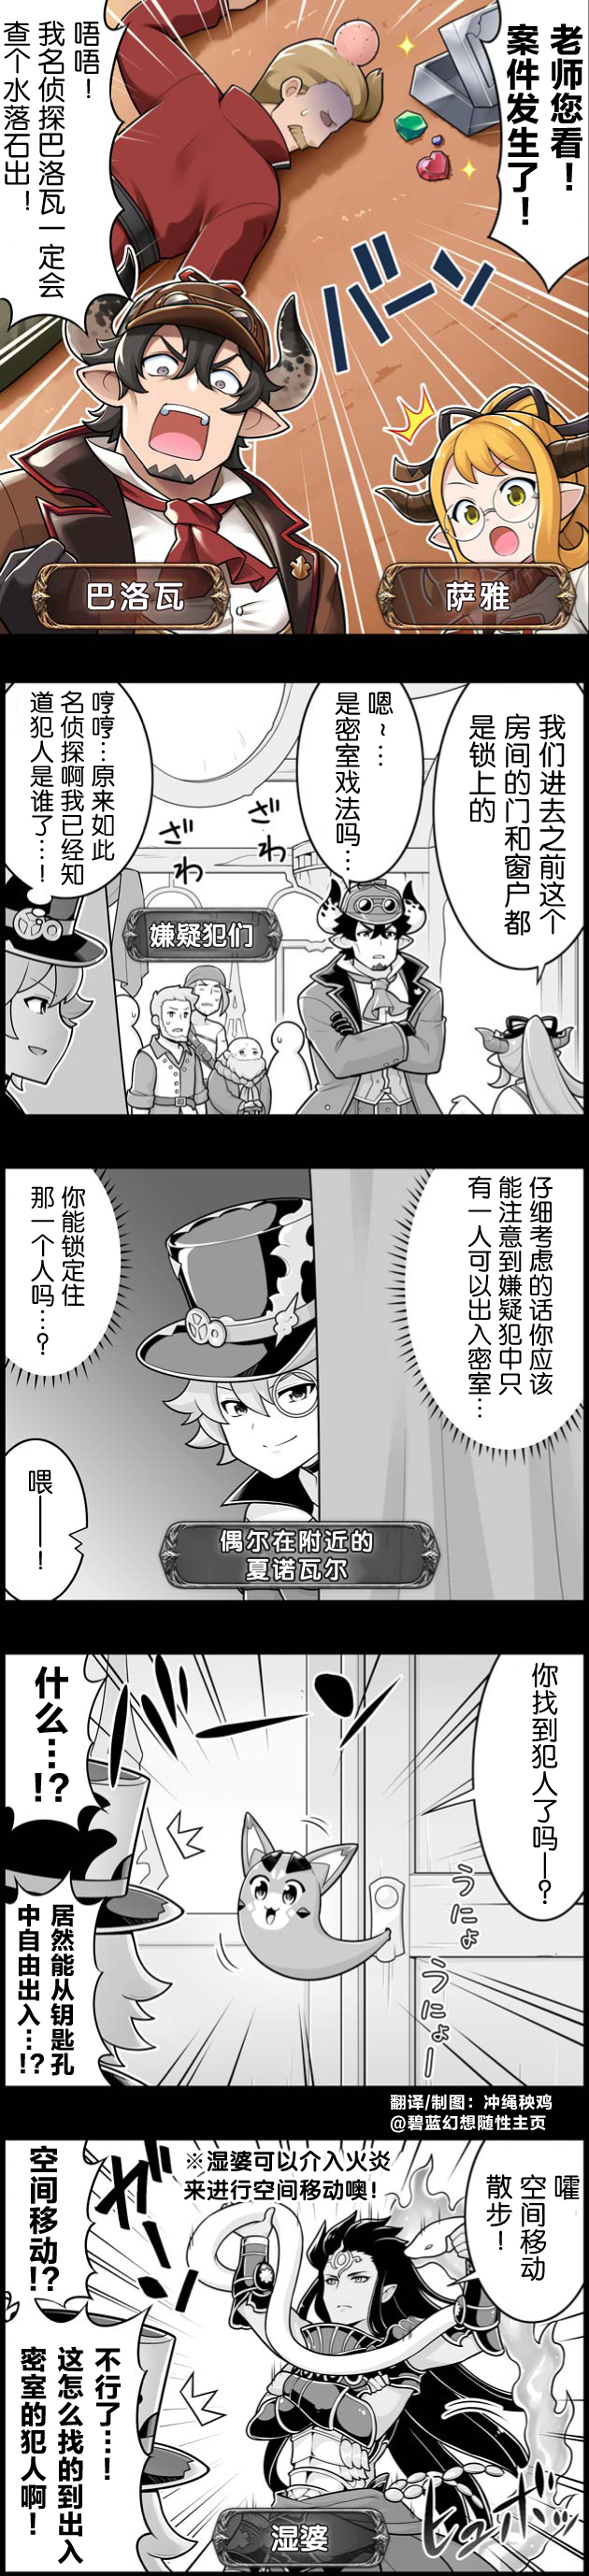 老师您看！
案件发生了！
唔唔！
我名侦探巴洛瓦一定会
查个水落石出！
バーン
巴洛瓦
萨雅
我们进去之前这个
房间的门和窗户都
是锁上的
嗯～…
是密室戏法吗…
哼哼…原来如此
名侦探啊我已经知
道犯人是谁了…！
ざわ
ざわ
嫌疑犯们
仔细考虑的话你应该
能注意到嫌疑犯中只
有一人可以出入密室…
你能锁定住
那一个人吗…？
喂——！
偶尔在附近的
夏诺瓦尔
你找到犯人了吗—？
什么…!?
うにょ
うにょー
居然能从钥匙孔
中自由出入…!?
翻译/制图：冲绳秧鸡
@碧蓝幻想随性主页
※湿婆可以介入火炎
来进行空间移动噢！
嚯
空间移动
散步！
空间移动!?
不行了…！
这怎么找的到出入
密室的犯人啊！
ヒュボッ
湿婆